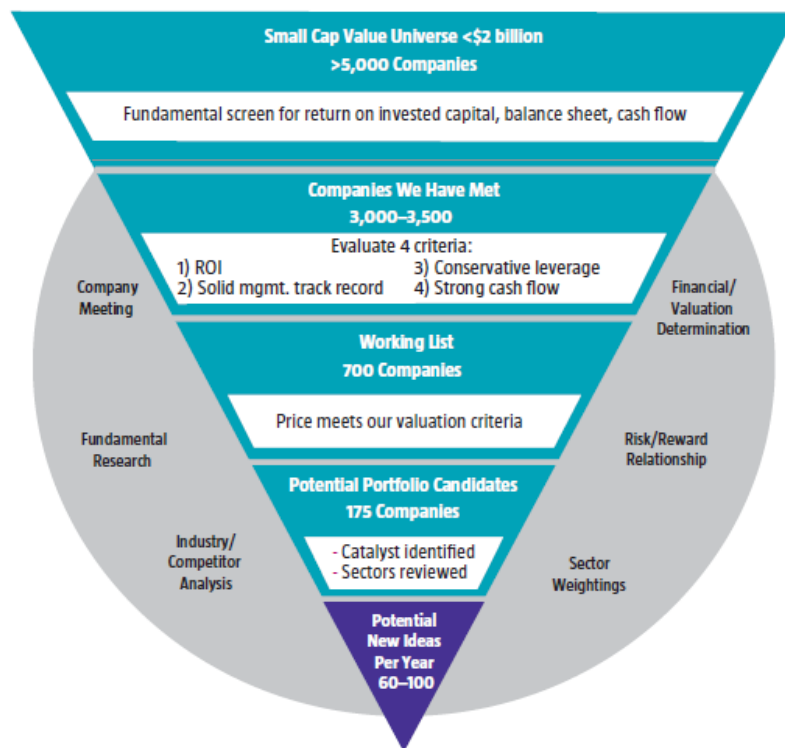 Small Cap Value Universe <$2 billion
>5,000 Companies
Fundamental screen for return on invested capital, balance sheet, cash flow
Companies We Have Met
3,000–3,500
Evaluate 4 criteria:
1) ROI
3) Conservative leverage
2) Solid mgmt. track record
4) Strong cash flow
Company
Meeting
Financial/
Valuation
Determination
Working List
700 Companies
Price meets our valuation criteria
Fundamental
Research
Risk/Reward
Relationship
Potential Portfolio Candidates
175 Companies
- Catalyst identified
- Sectors reviewed
Industry/
Competitor
Analysis
Sector
Weightings
Potential
New Ideas
Per Year
60–100